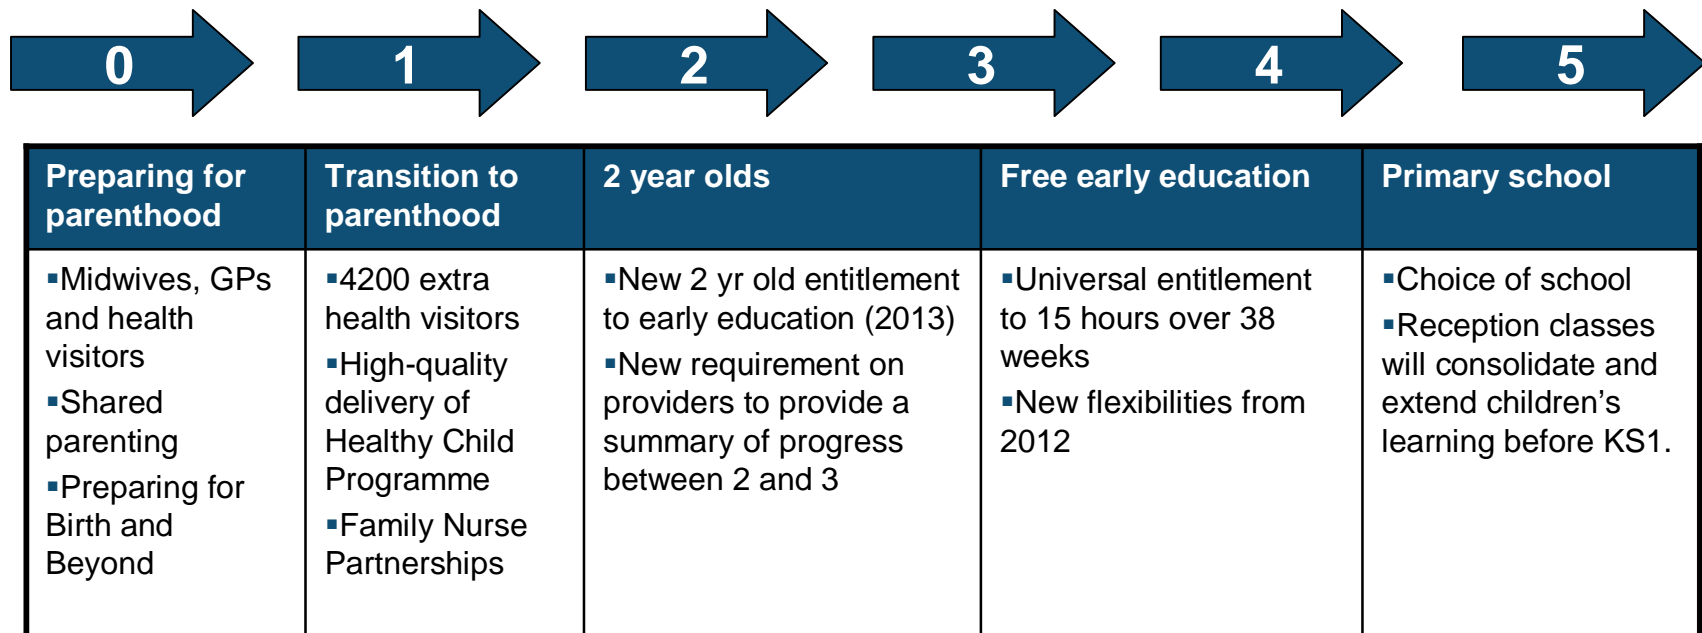 0
1
2
3
4
5
Preparing for
parenthood
Transition to
parenthood
2 year olds
Free early education
Primary school
▪Midwives, GPs
and health
visitors
▪Shared
parenting
▪Preparing for
Birth and
Beyond
▪4200 extra
health visitors
▪High-quality
delivery of
Healthy Child
Programme
▪Family Nurse
Partnerships
▪New 2 yr old entitlement
to early education (2013)
▪New requirement on
providers to provide a
summary of progress
between 2 and 3
▪Universal entitlement
to 15 hours over 38
weeks
▪New flexibilities from
2012
▪Choice of school
▪Reception classes
will consolidate and
extend children’s
learning before KS1.